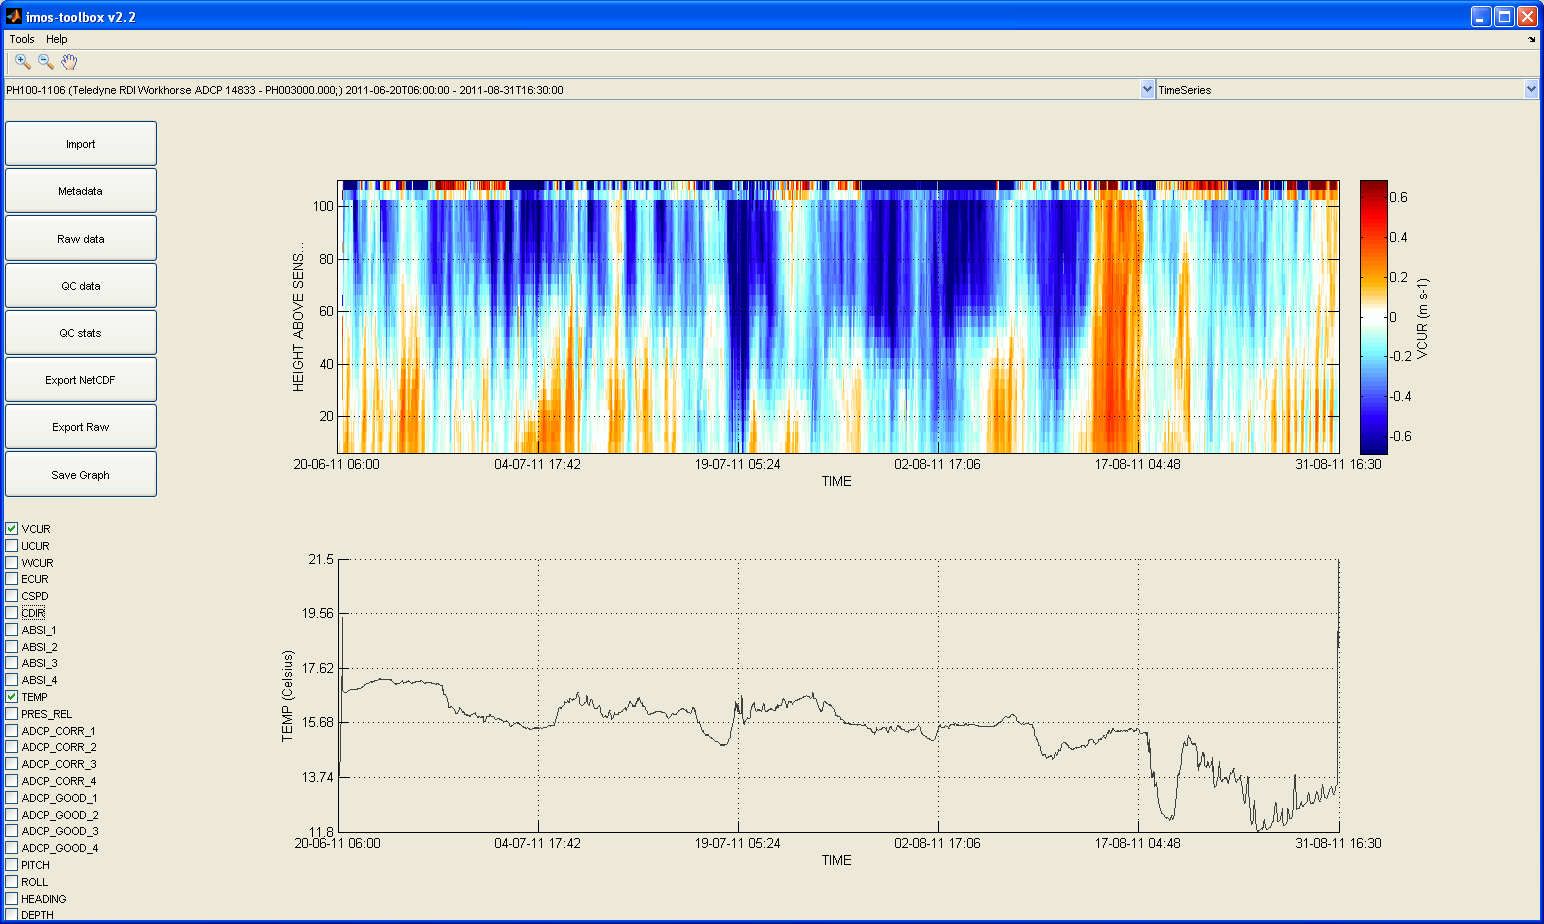 imos-toolbox v2.2
Tools Help
PH100-1106 (Teledyne RDI Workhorse ADCP 14833 - PH003000.000;) 2011-06-20T06:00:00 - 2011-08-31T16:30:00
TimeSeries
Import
Metadata
Raw data
QC data
QC stats
Export NetCDF
Export Raw
Save Graph
VCUR
UCUR
WCUR
ECUR
CSPD
CDIR
ABSI_1
ABSI_2
ABSI_3
ABSI_4
TEMP
PRES_REL
ADCP_CORR_1
ADCP_CORR_2
ADCP_CORR_3
ADCP_CORR_4
ADCP_GOOD_1
ADCP_GOOD_2
ADCP_GOOD_3
ADCP_GOOD_4
PITCH
ROLL
HEADING
DEPTH
HEIGHT ABOVE SENS...
100
80
60
40
20
20-06-11 06:00 04-07-11 17:42 19-07-11 05:24 02-08-11 17:06 17-08-11 04:48 31-08-11 16:30
TIME
0.6
0.4
0.2
0
-0.2
-0.4
-0.6
VCUR (m s-1)
TEMP (Celsius)
21.5
19.56
17.62
15.68
13.74
11.8
20-06-11 06:00 04-07-11 17:42 19-07-11 05:24 02-08-11 17:06 17-08-11 04:48 31-08-11 16:30
TIME